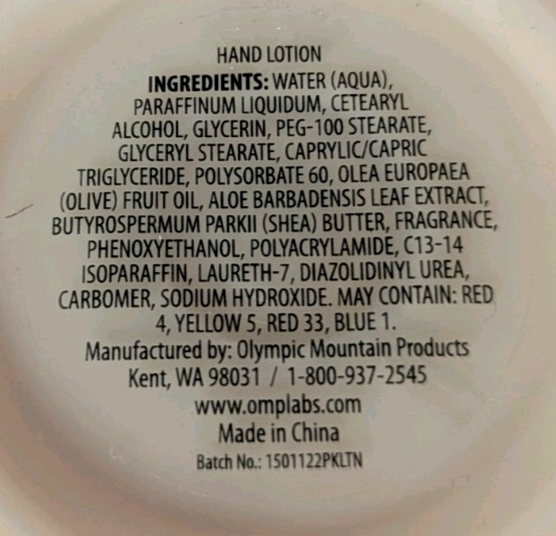 HAND LOTION
INGREDIENTS: WATER (AQUA),
PARAFFINUM LIQUIDUM, CETEARYL
ALCOHOL, GLYCERIN, PEG-100 STEARATE,
GLYCERYL STEARATE, CAPRYLIC/CAPRIC
TRIGLYCERIDE, POLYSORBATE 60, OLEA EUROPAEA
(OLIVE) FRUIT OIL, ALOE BARBADENSIS LEAF EXTRACT,
BUTYROSPERMUM PARKII (SHEA) BUTTER, FRAGRANCE,
PHENOXYETHANOL, POLYACRYLAMIDE, C13-14
ISOPARAFFIN, LAURETH-7, DIAZOLIDINYL UREA,
CARBOMER, SODIUM HYDROXIDE. MAY CONTAIN: RED
4, YELLOW 5, RED 33, BLUE 1.
Manufactured by: Olympic Mountain Products
Kent, WA 98031 / 1-800-937-2545
www.omplabs.com
Made in China
Batch No.: 1501122PKLTN